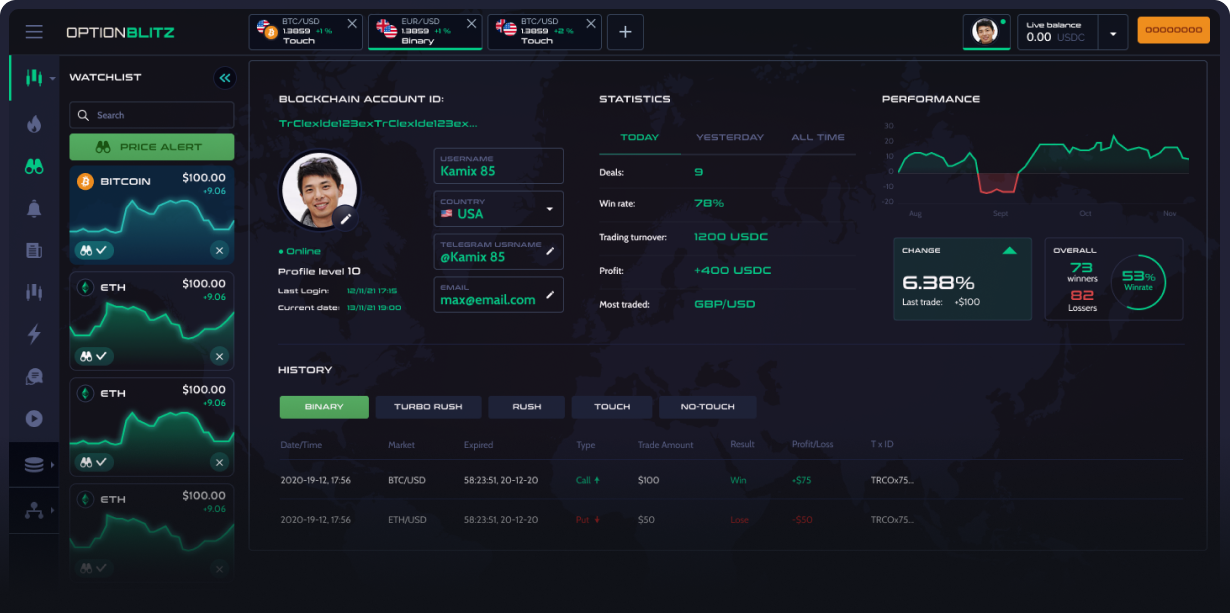 OPTIONBLITZ
BTC/USD
1.3859 +1 %
Touch
EUR/USD
1.3859 +1 %
Binary
BTC/USD
1.3859 +2 %
Touch
Live balance
0.00 USDC
OOOOOOOO
WATCHLIST
Search
PRICE ALERT
BITCOIN $100.00
+9.06
ETH $100.00
+9.06
ETH $100.00
+9.06
ETH $100.00
+9.06
BLOCKCHAIN ACCOUNT ID:
TrClexIde123exTrClexIde123ex...
Online
Profile level 10
Last Login: 12/11/21 17:15
Current date: 13/11/21 19:00
USERNAME
Kamix 85
COUNTRY
USA
TELEGRAM USRNAME
@Kamix 85
EMAIL
max@email.com
STATISTICS
TODAY YESTERDAY ALL TIME
Deals: 9
Win rate: 78%
Trading turnover: 1200 USDC
Profit: +400 USDC
Most traded: GBP/USD
PERFORMANCE
30
20
10
0
-10
-20
Aug Sept Oct Nov
CHANGE
6.38%
Last trade: +$100
OVERALL
73
winners
82
Lossers
53%
Winrate
HISTORY
BINARY TURBO RUSH RUSH TOUCH NO-TOUCH
Date/Time Market Expired Type Trade Amount Result Profit/Loss T x ID
2020-19-12, 17:56 BTC/USD 58:23:51, 20-12-20 Call $100 Win +$75 TRCOx75...
2020-19-12, 17:56 ETH/USD 58:23:51, 20-12-20 Put $50 Lose -$50 TRCOx75...